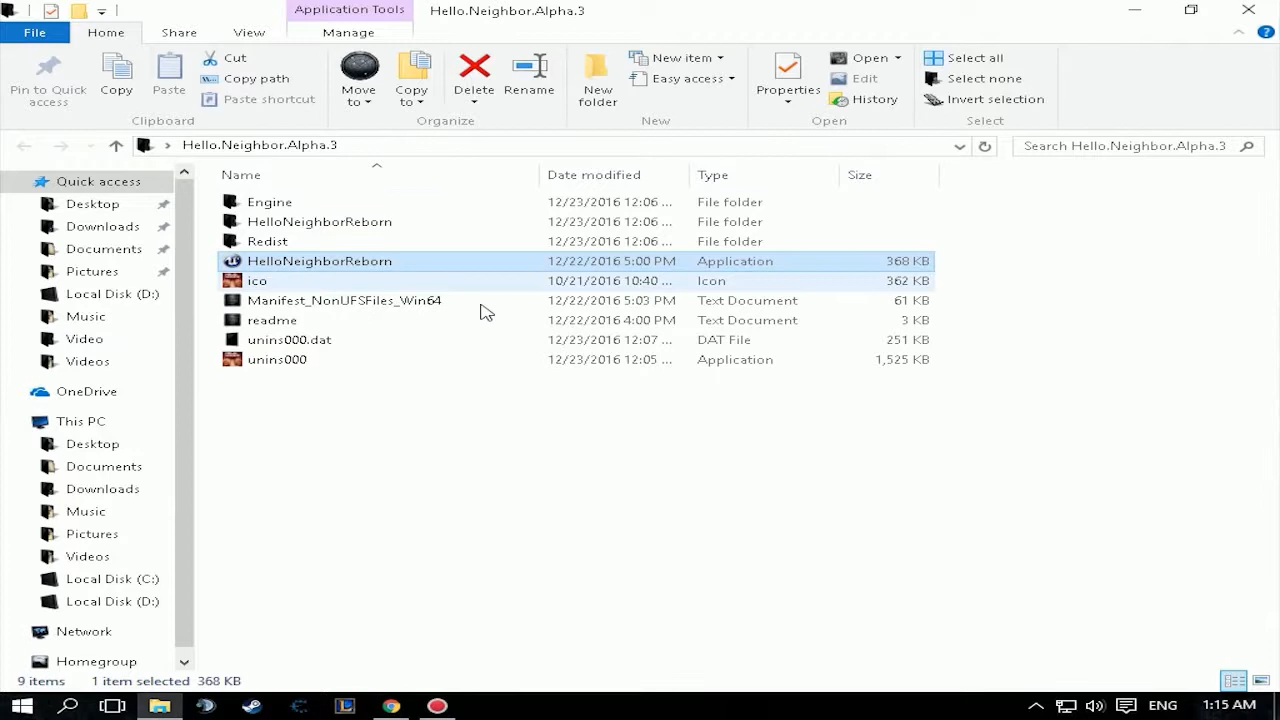 Application Tools
Hello.Neighbor.Alpha.3
File
Home
Share
View
Manage
Pin to Quick access
Copy
Paste
Cut
Copy path
Paste shortcut
Clipboard
Move to
Copy to
Delete
Rename
Organize
New folder
New item
Easy access
New
Properties
Open
Edit
History
Open
Select all
Select none
Invert selection
Select
Hello.Neighbor.Alpha.3
Search Hello.Neighbor.Alpha.3
Quick access
Desktop
Downloads
Documents
Pictures
Local Disk (D:)
Music
Video
Videos
OneDrive
This PC
Desktop
Documents
Downloads
Music
Pictures
Videos
Local Disk (C:)
Local Disk (D:)
Network
Homegroup
Name Date modified Type Size
Engine 12/23/2016 12:06 ... File folder
HelloNeighborReborn 12/23/2016 12:06 ... File folder
Redist 12/23/2016 12:06 ... File folder
HelloNeighborReborn 12/22/2016 5:00 PM Application 368 KB
ico 10/21/2016 10:40 ... Icon 362 KB
Manifest_NonUFSFiles_Win64 12/22/2016 5:03 PM Text Document 61 KB
readme 12/22/2016 4:00 PM Text Document 3 KB
unins000.dat 12/23/2016 12:07 ... DAT File 251 KB
unins000 12/23/2016 12:05 ... Application 1,525 KB
9 items 1 item selected 368 KB
ENG 1:15 AM